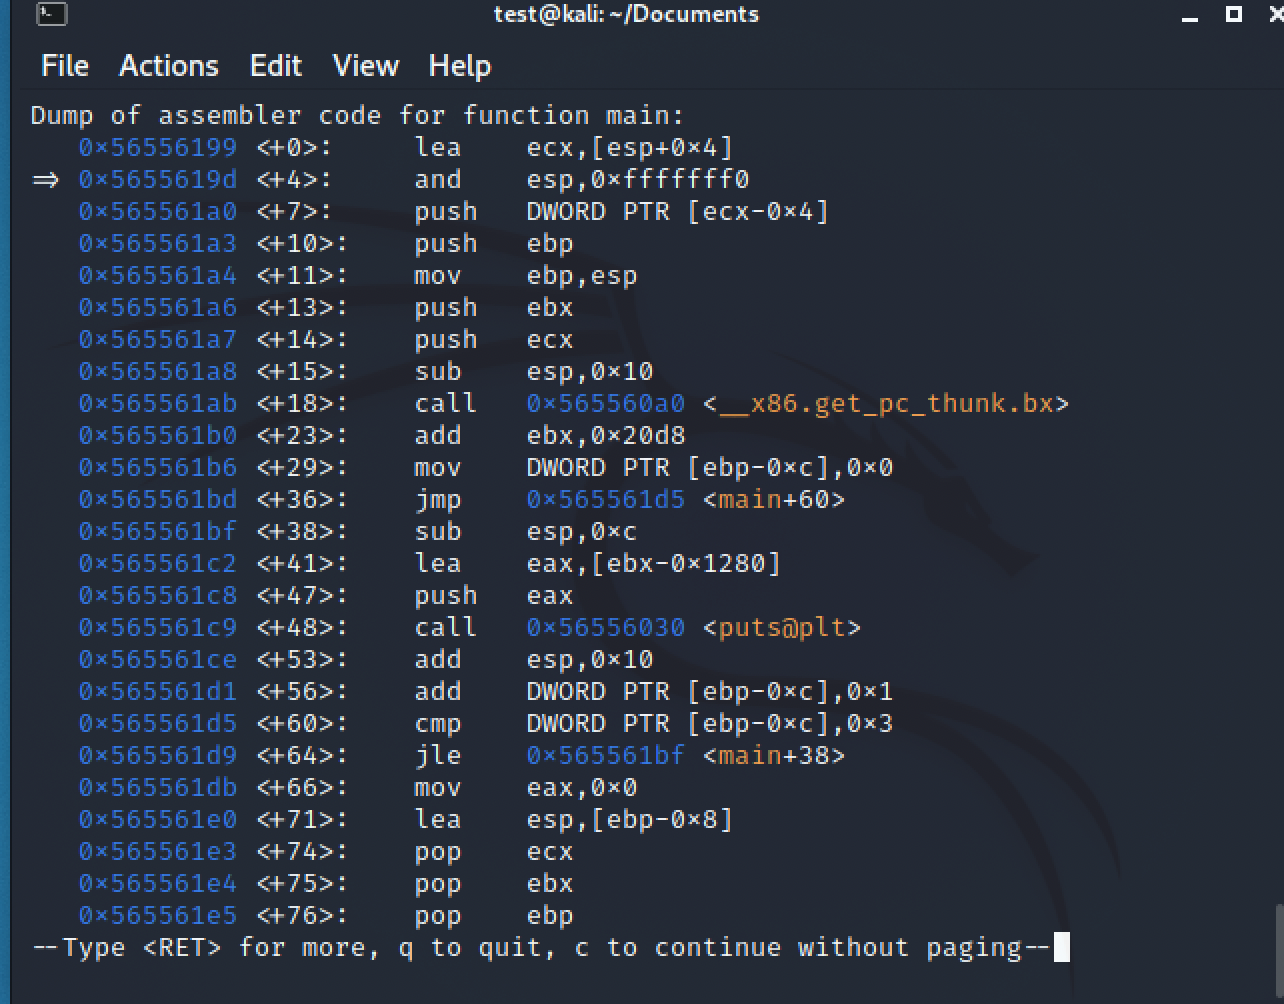 test@kali: ~/Documents
File Actions Edit View Help
Dump of assembler code for function main:
0×56556199 <+0>: lea ecx,[esp+0×4]
⇒ 0×5655619d <+4>: and esp,0×fffffff0
0×565561a0 <+7>: push DWORD PTR [ecx-0×4]
0×565561a3 <+10>: push ebp
0×565561a4 <+11>: mov ebp,esp
0×565561a6 <+13>: push ebx
0×565561a7 <+14>: push ecx
0×565561a8 <+15>: sub esp,0×10
0×565561ab <+18>: call 0×565560a0 <__x86.get_pc_thunk.bx>
0×565561b0 <+23>: add ebx,0×20d8
0×565561b6 <+29>: mov DWORD PTR [ebp-0×c],0×0
0×565561bd <+36>: jmp 0×565561d5 <main+60>
0×565561bf <+38>: sub esp,0×c
0×565561c2 <+41>: lea eax,[ebx-0×1280]
0×565561c8 <+47>: push eax
0×565561c9 <+48>: call 0×56556030 <puts@plt>
0×565561ce <+53>: add esp,0×10
0×565561d1 <+56>: add DWORD PTR [ebp-0×c],0×1
0×565561d5 <+60>: cmp DWORD PTR [ebp-0×c],0×3
0×565561d9 <+64>: jle 0×565561bf <main+38>
0×565561db <+66>: mov eax,0×0
0×565561e0 <+71>: lea esp,[ebp-0×8]
0×565561e3 <+74>: pop ecx
0×565561e4 <+75>: pop ebx
0×565561e5 <+76>: pop ebp
--Type <RET> for more, q to quit, c to continue without paging--